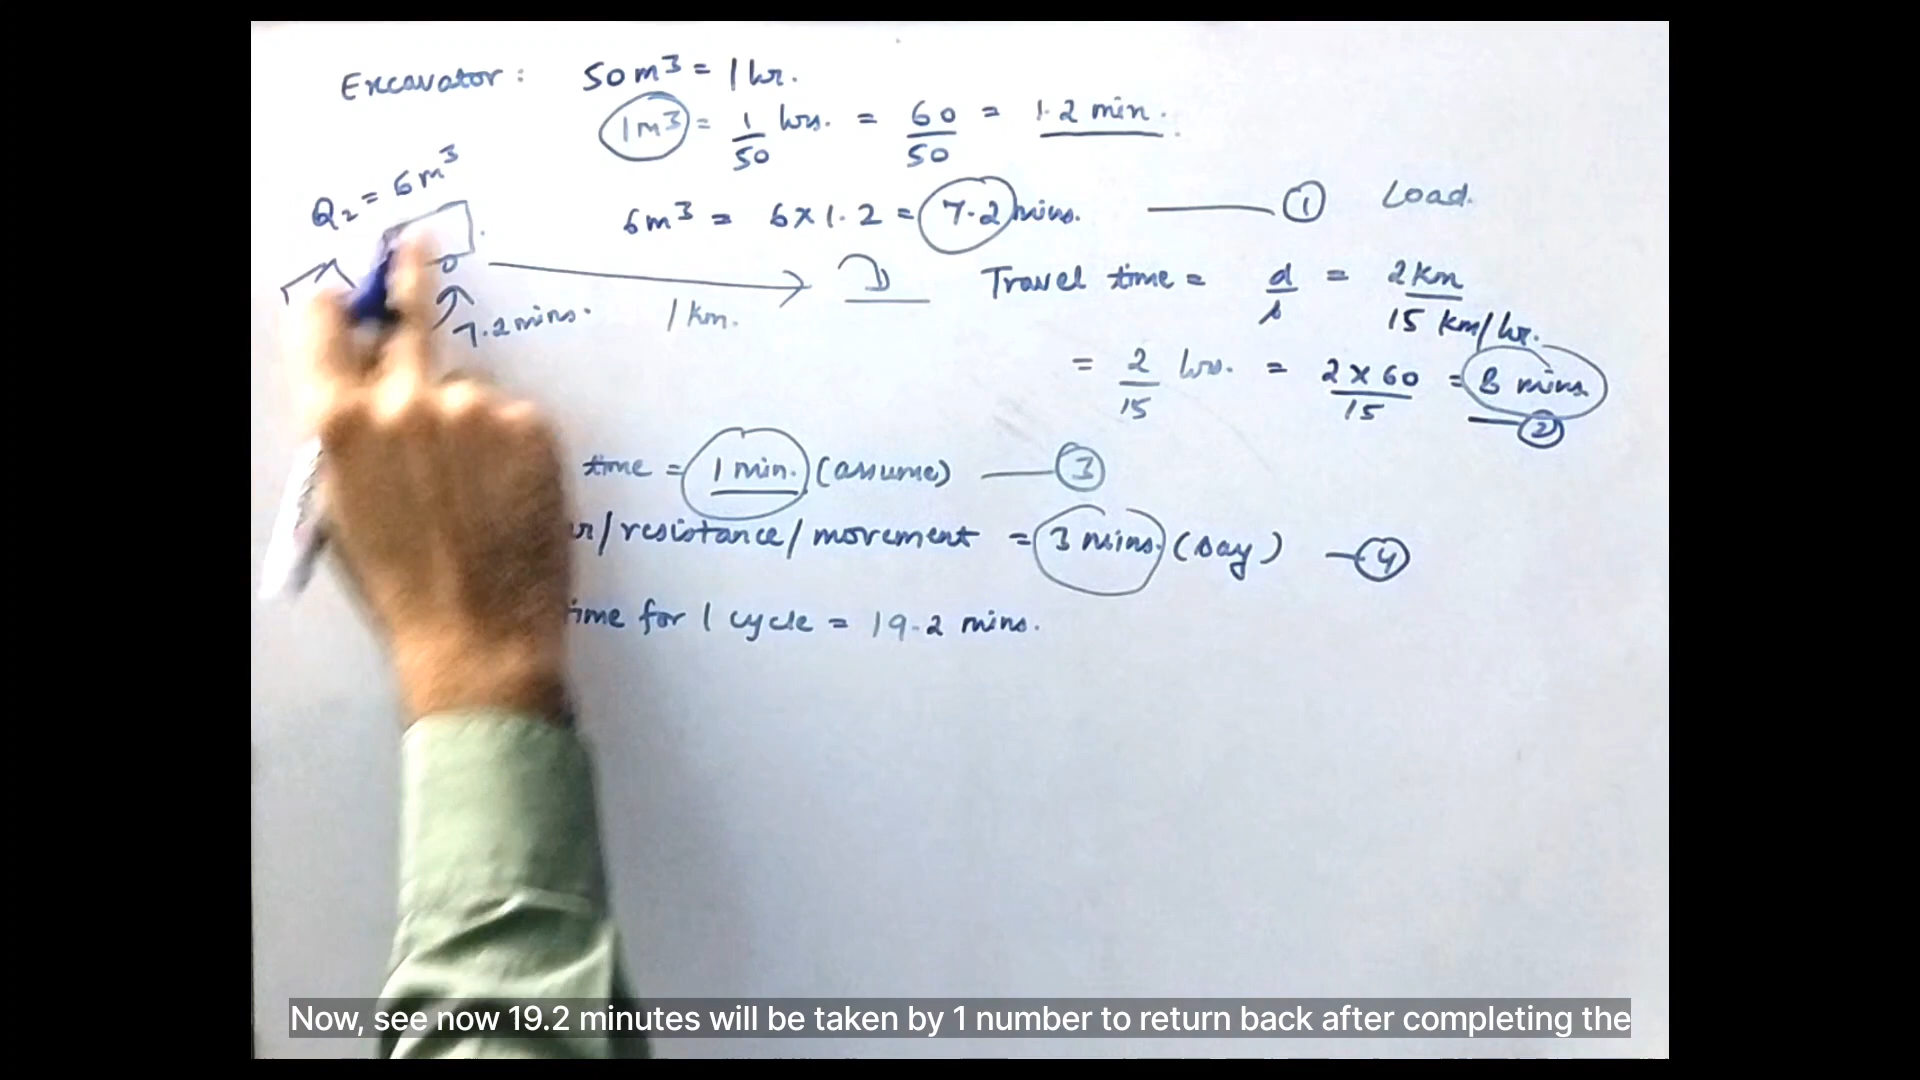 Excavator: 50m³ = 1 hr.
1m³ = 1/50 hrs. = 60/50 = 1.2 min.
Q₂ = 6m³
6m³ = 6 x 1.2 = 7.2 mins. ① Load.
7.2 mins. 1 km. D
Travel time = d/s = 2 km / 15 km/hr.
= 2/15 hrs. = 2 x 60 / 15 = 8 mins. ②
time = 1 min. (assume) ③
r/resistance/movement = 3 mins. (say) ④
time for 1 cycle = 19.2 mins.
Now, see now 19.2 minutes will be taken by 1 number to return back after completing the